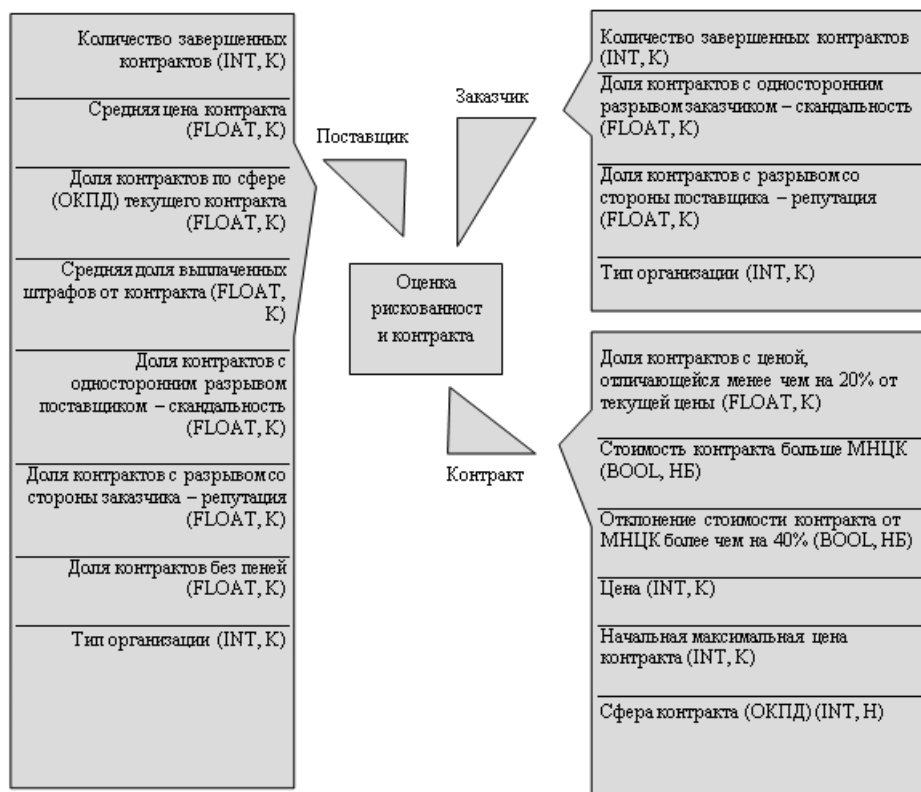 Количество завершенных
контрактов (INT, К)
Средняя цена контракта
(FLOAT, К)
Доля контрактов по сфере
(ОКПД) текущего контракта
(FLOAT, К)
Средняя доля выплаченных
штрафов от контракта (FLOAT,
К)
Доля контрактов с
односторонним разрывом
поставщиком – скандальность
(FLOAT, К)
Доля контрактов с разрывом со
стороны заказчика – репутация
(FLOAT, К)
Доля контрактов без пеней
(FLOAT, К)
Тип организации (INT, К)
Поставщик
Заказчик
Оценка
рискованност
и контракта
Контракт
Количество завершенных контрактов
(INT, К)
Доля контрактов с односторонним
разрывом заказчиком – скандальность
(FLOAT, К)
Доля контрактов с разрывом со
стороны поставщика – репутация
(FLOAT, К)
Тип организации (INT, К)
Доля контрактов с ценой,
отличающейся менее чем на 20% от
текущей цены (FLOAT, К)
Стоимость контракта больше МНЦК
(BOOL, НБ)
Отклонение стоимости контракта от
МНЦК более чем на 40% (BOOL, НБ)
Цена (INT, К)
Начальная максимальная цена
контракта (INT, К)
Сфера контракта (ОКПД) (INT, Н)